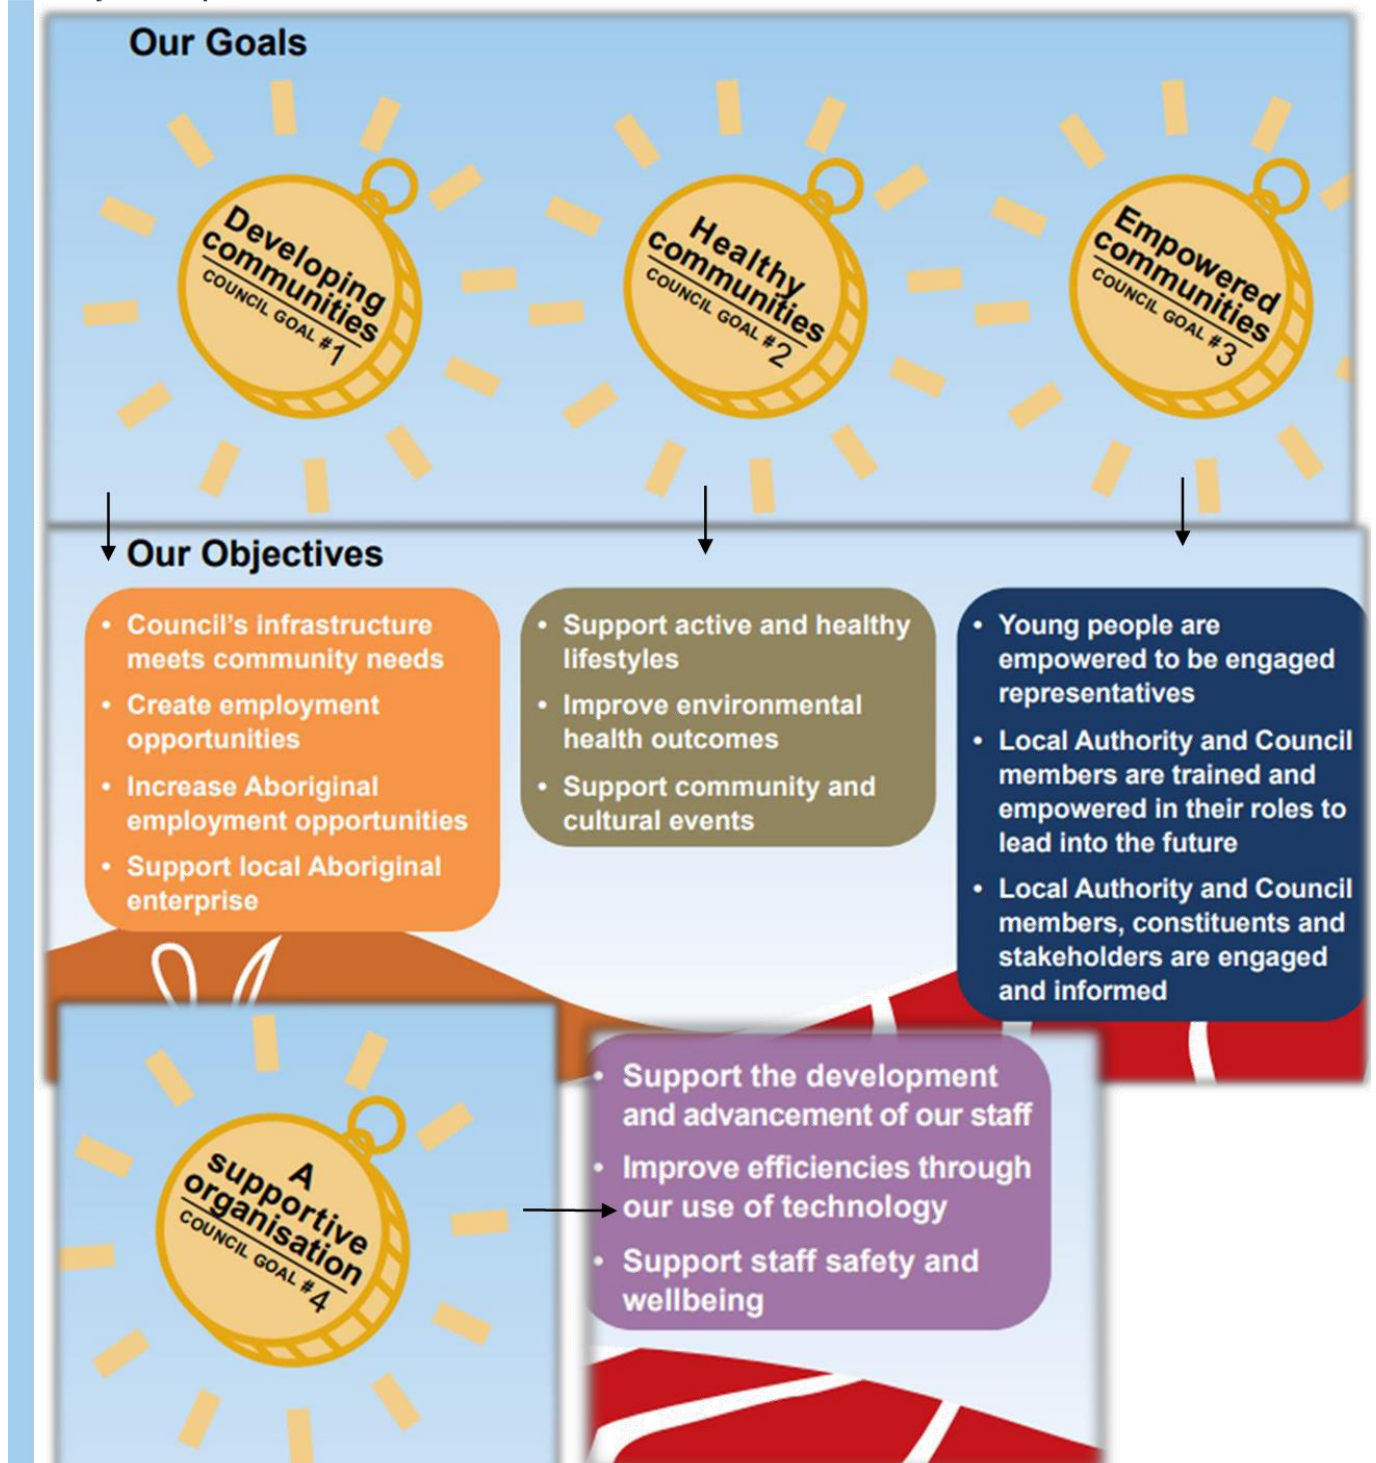 Our Goals
Developing
communities
COUNCIL GOAL #1
Healthy
communities
COUNCIL GOAL #2
Empowered
communities
COUNCIL GOAL #3
Our Objectives
• Council's infrastructure
meets community needs
• Create employment
opportunities
• Increase Aboriginal
employment opportunities
• Support local Aboriginal
enterprise
• Support active and healthy
lifestyles
• Improve environmental
health outcomes
• Support community and
cultural events
• Young people are
empowered to be engaged
representatives
• Local Authority and Council
members are trained and
empowered in their roles to
lead into the future
• Local Authority and Council
members, constituents and
stakeholders are engaged
and informed
A
supportive
organisation
COUNCIL GOAL #4
• Support the development
and advancement of our staff
• Improve efficiencies through
our use of technology
• Support staff safety and
wellbeing